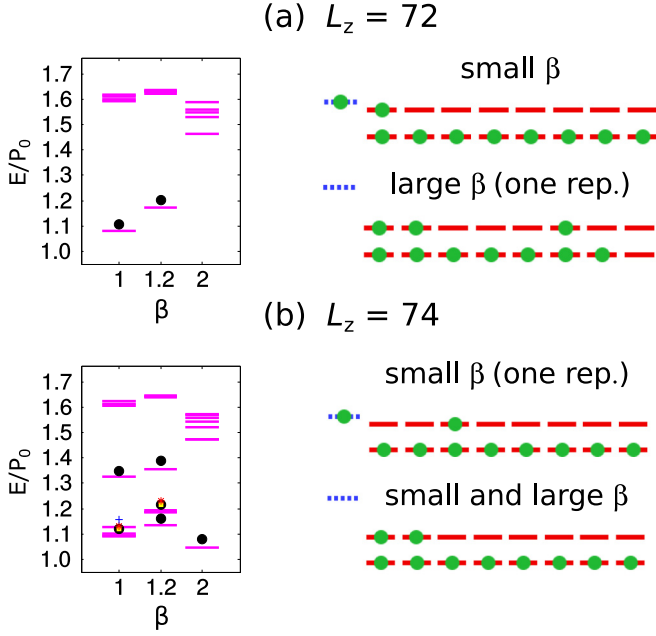 (a) L_z = 72
E/P_0
1.7
1.6
1.5
1.4
1.3
1.2
1.1
1.0
1 1.2 2
β
small β
large β (one rep.)
(b) L_z = 74
E/P_0
1.7
1.6
1.5
1.4
1.3
1.2
1.1
1.0
1 1.2 2
β
small β (one rep.)
small and large β